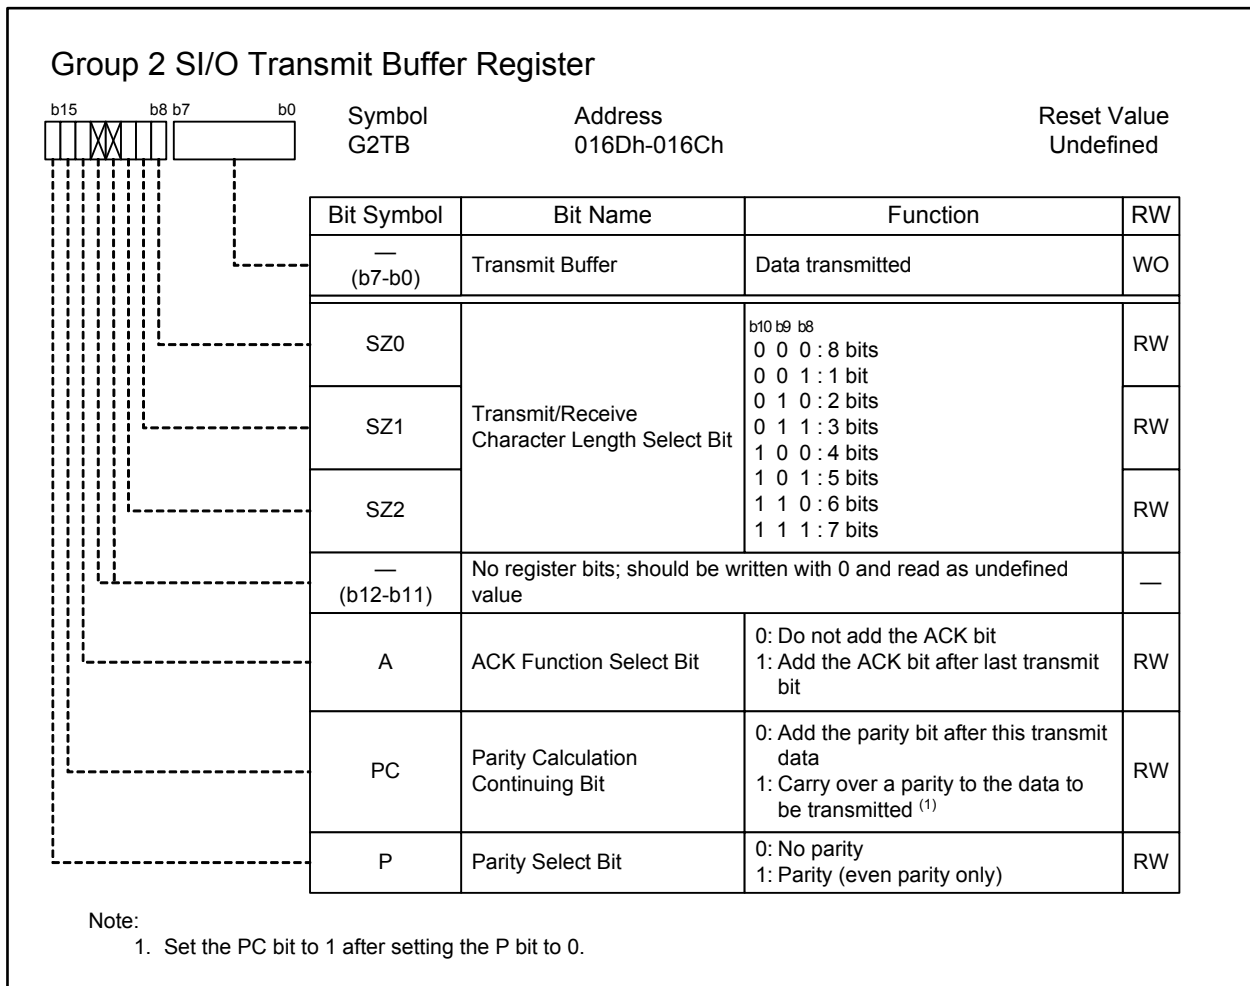 Group 2 SI/O Transmit Buffer Register
b15 b8 b7 b0
Symbol Address Reset Value
G2TB 016Dh-016Ch Undefined
Bit Symbol Bit Name Function RW
—
(b7-b0) Transmit Buffer Data transmitted WO
SZ0
SZ1
SZ2
Transmit/Receive
Character Length Select Bit
b10 b9 b8
0 0 0 : 8 bits
0 0 1 : 1 bit
0 1 0 : 2 bits
0 1 1 : 3 bits
1 0 0 : 4 bits
1 0 1 : 5 bits
1 1 0 : 6 bits
1 1 1 : 7 bits
RW
RW
RW
—
(b12-b11)
No register bits; should be written with 0 and read as undefined
value
—
A
ACK Function Select Bit
0: Do not add the ACK bit
1: Add the ACK bit after last transmit
bit
RW
PC
Parity Calculation
Continuing Bit
0: Add the parity bit after this transmit
data
1: Carry over a parity to the data to
be transmitted (1)
RW
P
Parity Select Bit
0: No parity
1: Parity (even parity only)
RW
Note:
1. Set the PC bit to 1 after setting the P bit to 0.